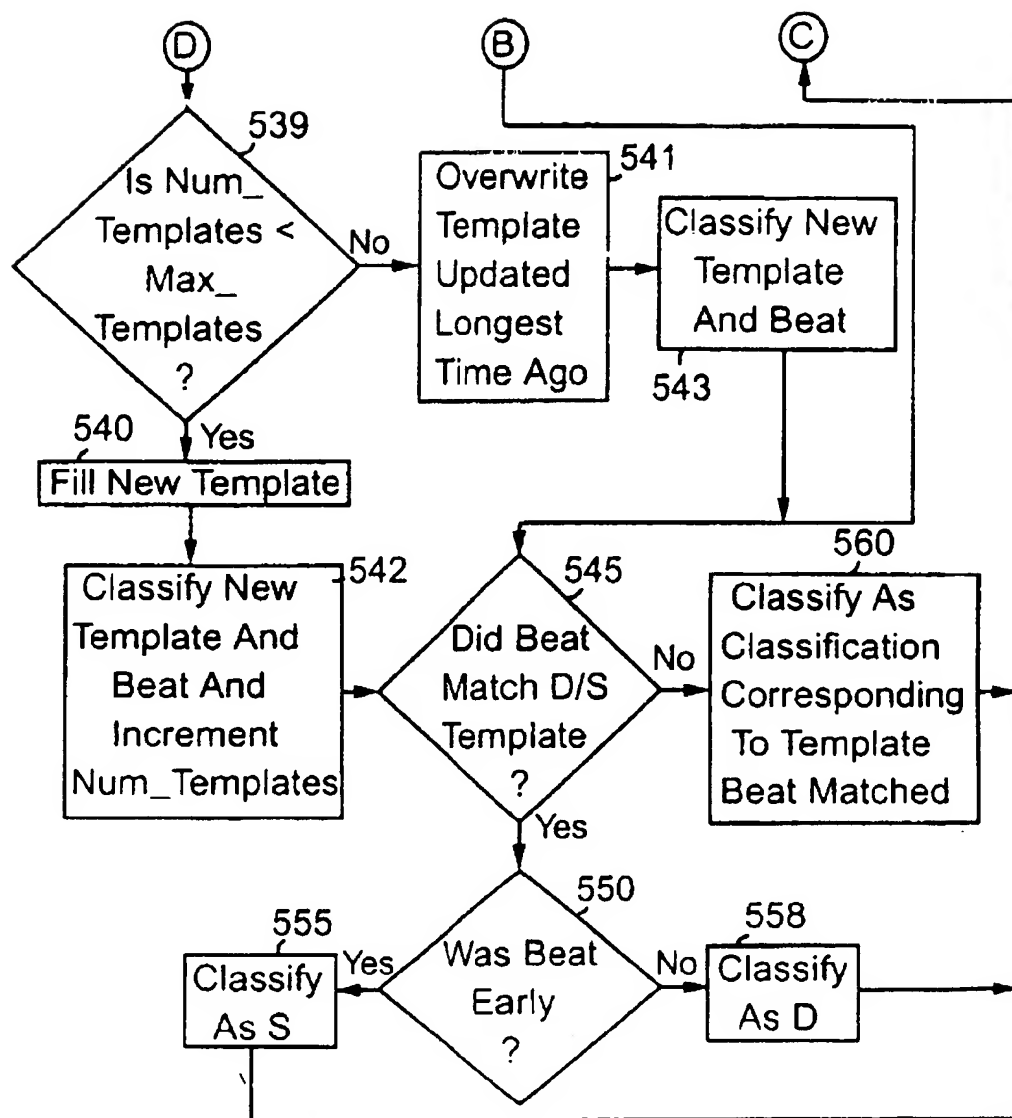 D
B
C
539
Is Num_
Templates <
Max_
Templates
?
No
541
Overwrite
Template
Updated
Longest
Time Ago
Classify New
Template
And Beat
543
Yes
540
Fill New Template
542
Classify New
Template And
Beat And
Increment
Num_Templates
545
Did Beat
Match D/S
Template
?
No
560
Classify As
Classification
Corresponding
To Template
Beat Matched
Yes
550
Was Beat
Early
?
Yes
555
Classify
As S
No
558
Classify
As D